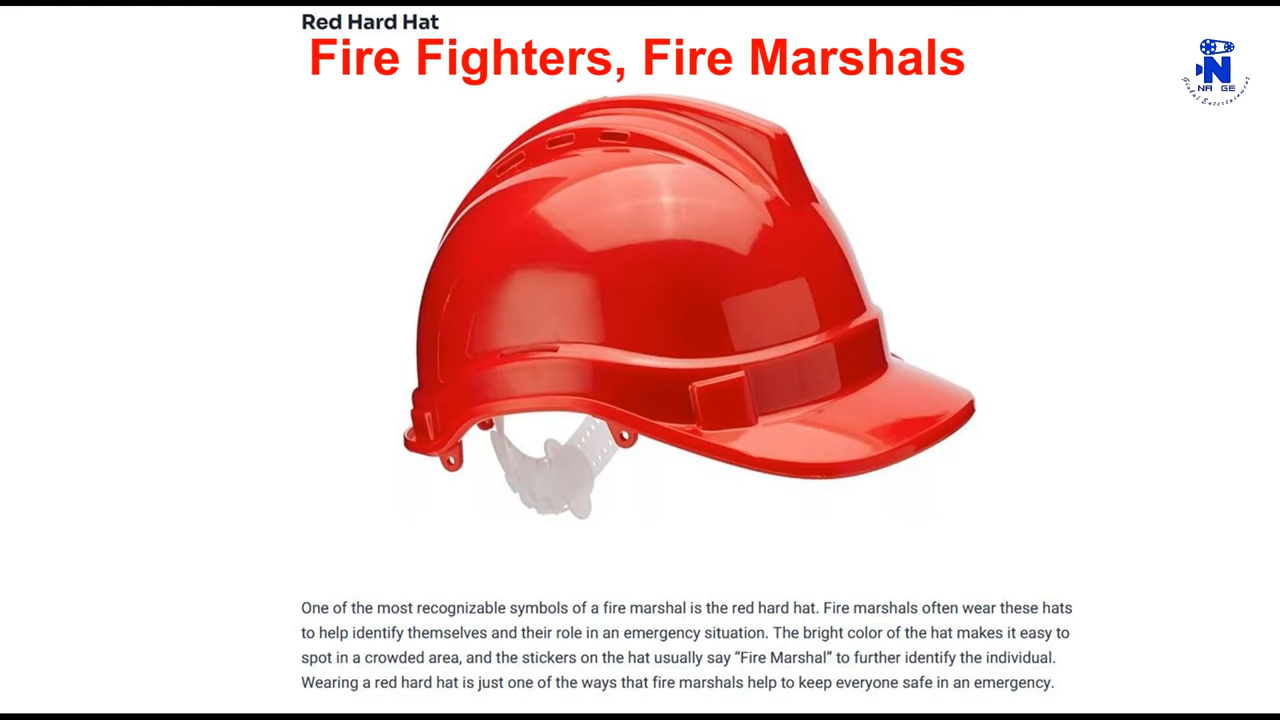 Red Hard Hat
Fire Fighters, Fire Marshals
N
NA GE
Global Entertainment
One of the most recognizable symbols of a fire marshal is the red hard hat. Fire marshals often wear these hats
to help identify themselves and their role in an emergency situation. The bright color of the hat makes it easy to
spot in a crowded area, and the stickers on the hat usually say “Fire Marshal” to further identify the individual.
Wearing a red hard hat is just one of the ways that fire marshals help to keep everyone safe in an emergency.